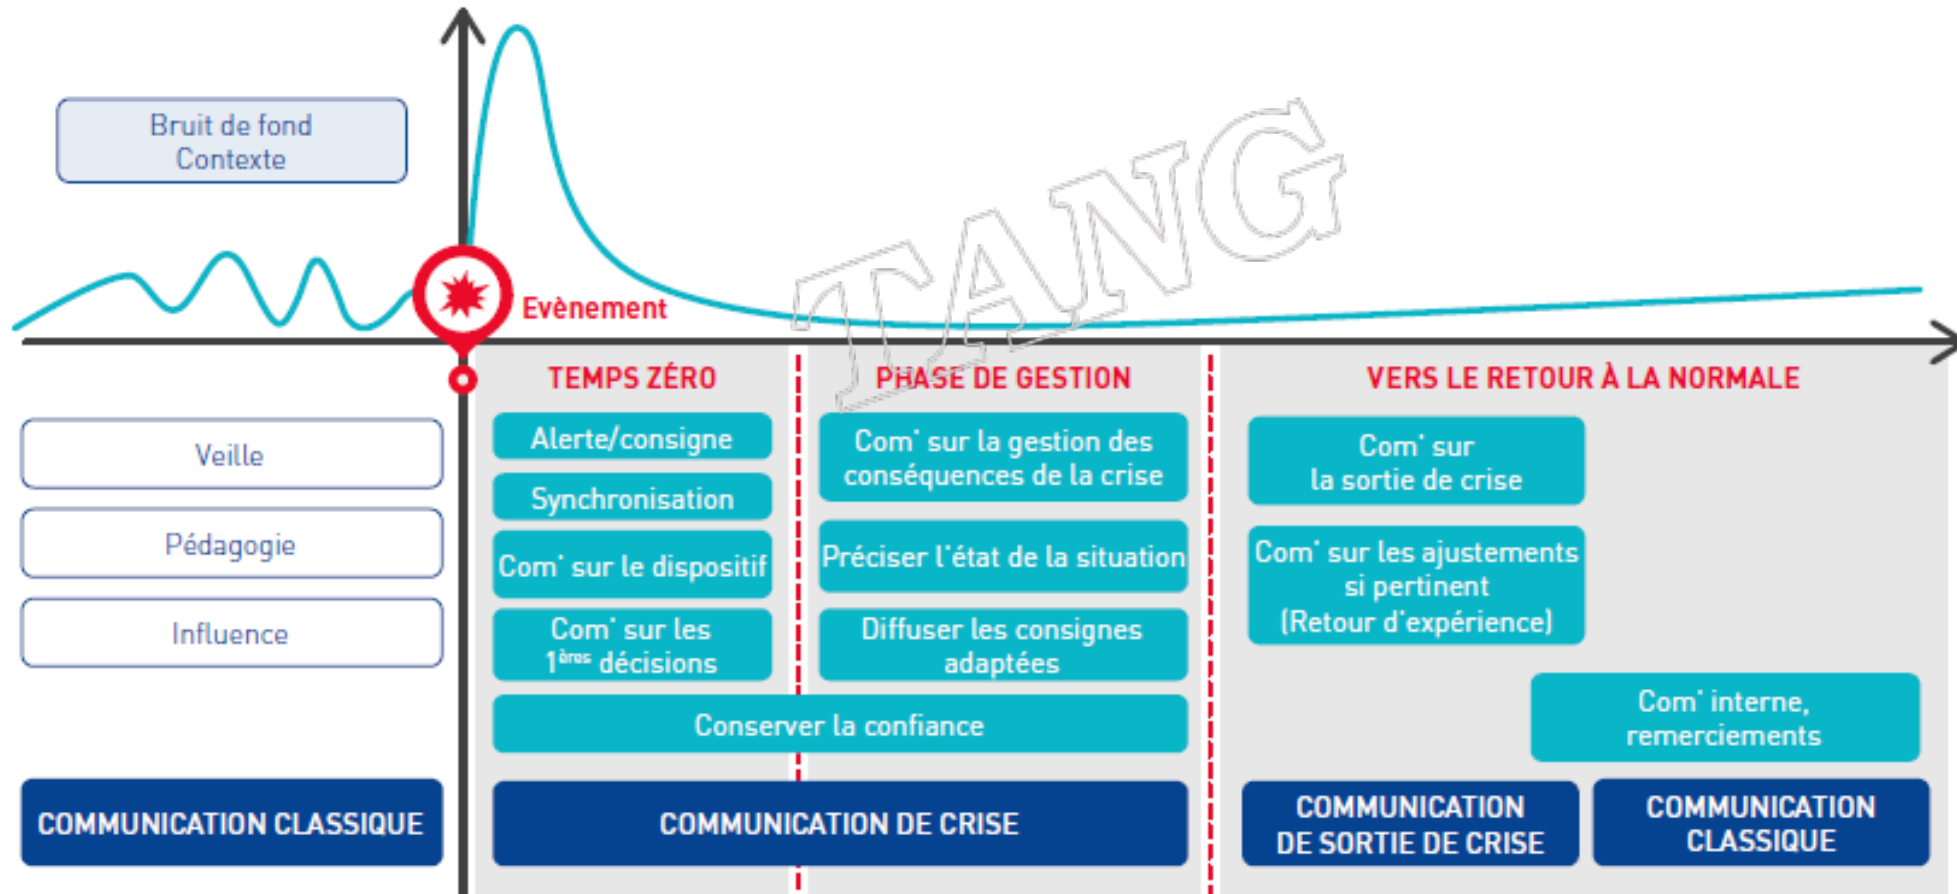 Bruit de fond
Contexte
Evènement
TANG
TEMPS ZÉRO
PHASE DE GESTION
VERS LE RETOUR À LA NORMALE
Veille
Pédagogie
Influence
Alerte/consigne
Synchronisation
Com' sur le dispositif
Com' sur les
1ères décisions
Com' sur la gestion des
conséquences de la crise
Préciser l'état de la situation
Diffuser les consignes
adaptées
Conserver la confiance
Com' sur
la sortie de crise
Com' sur les ajustements
si pertinent
(Retour d'expérience)
Com' interne,
remerciements
COMMUNICATION CLASSIQUE
COMMUNICATION DE CRISE
COMMUNICATION
DE SORTIE DE CRISE
COMMUNICATION
CLASSIQUE